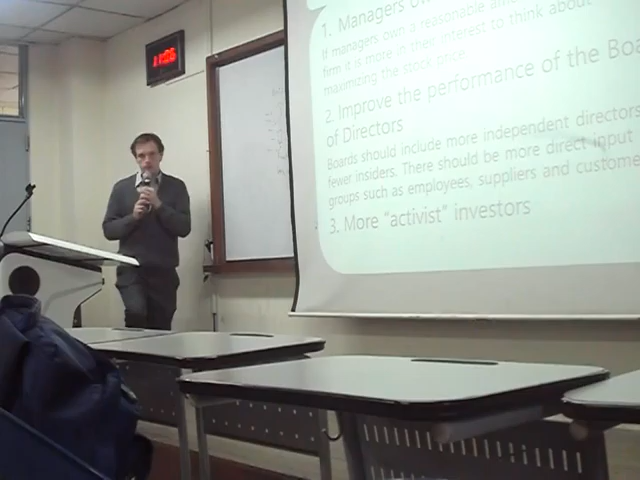 1. Managers ow
If managers own a reasonable am
firm it is more in their interest to think about
maximizing the stock price
2. Improve the performance of the Boa
of Directors
Boards should include more independent directors
fewer insiders. There should be more direct input
groups such as employees, suppliers and custome
3. More "activist" investors